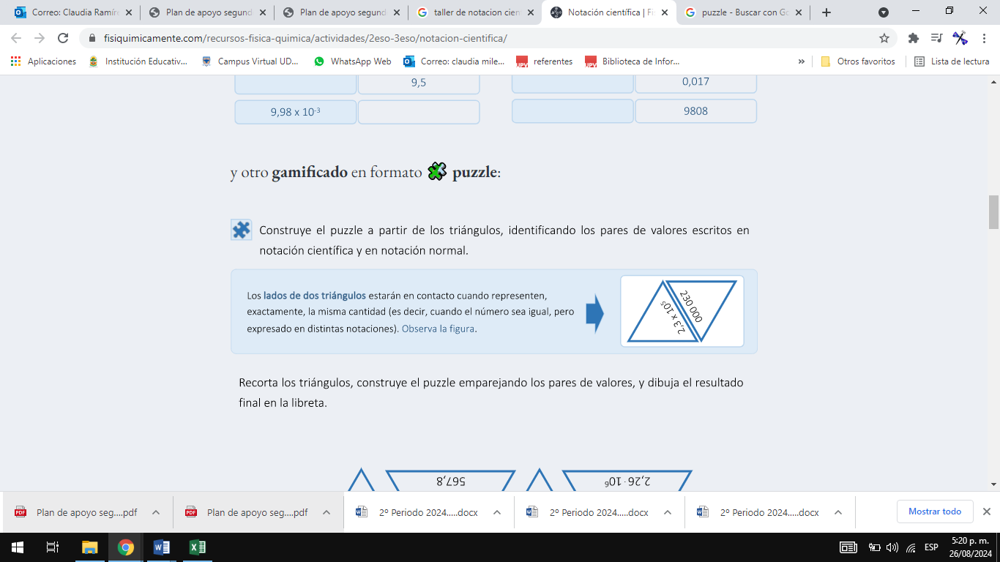 Correo: Claudia Ramíre
Plan de apoyo segund
Plan de apoyo segund
taller de notacion cien
Notación científica | Fi
puzzle - Buscar con Go
fisiquimicamente.com/recursos-fisica-quimica/actividades/2eso-3eso/notacion-cientifica/
Aplicaciones
Institución Educativ...
Campus Virtual UD...
WhatsApp Web
Correo: claudia mile...
referentes
Biblioteca de Infor...
»
Otros favoritos
Lista de lectura
9,5
0,017
9,98 x 10⁻³
9808
y otro gamificado en formato puzzle:
Construye el puzzle a partir de los triángulos, identificando los pares de valores escritos en
notación científica y en notación normal.
Los lados de dos triángulos estarán en contacto cuando representen,
exactamente, la misma cantidad (es decir, cuando el número sea igual, pero
expresado en distintas notaciones). Observa la figura.
230 000
2,3 x 10⁵
Recorta los triángulos, construye el puzzle emparejando los pares de valores, y dibuja el resultado
final en la libreta.
567,8
2,26 · 10⁶
Plan de apoyo seg....pdf
Plan de apoyo seg....pdf
2º Periodo 2024.....docx
2º Periodo 2024.....docx
2º Periodo 2024.....docx
Mostrar todo
ESP
5:20 p. m.
26/08/2024